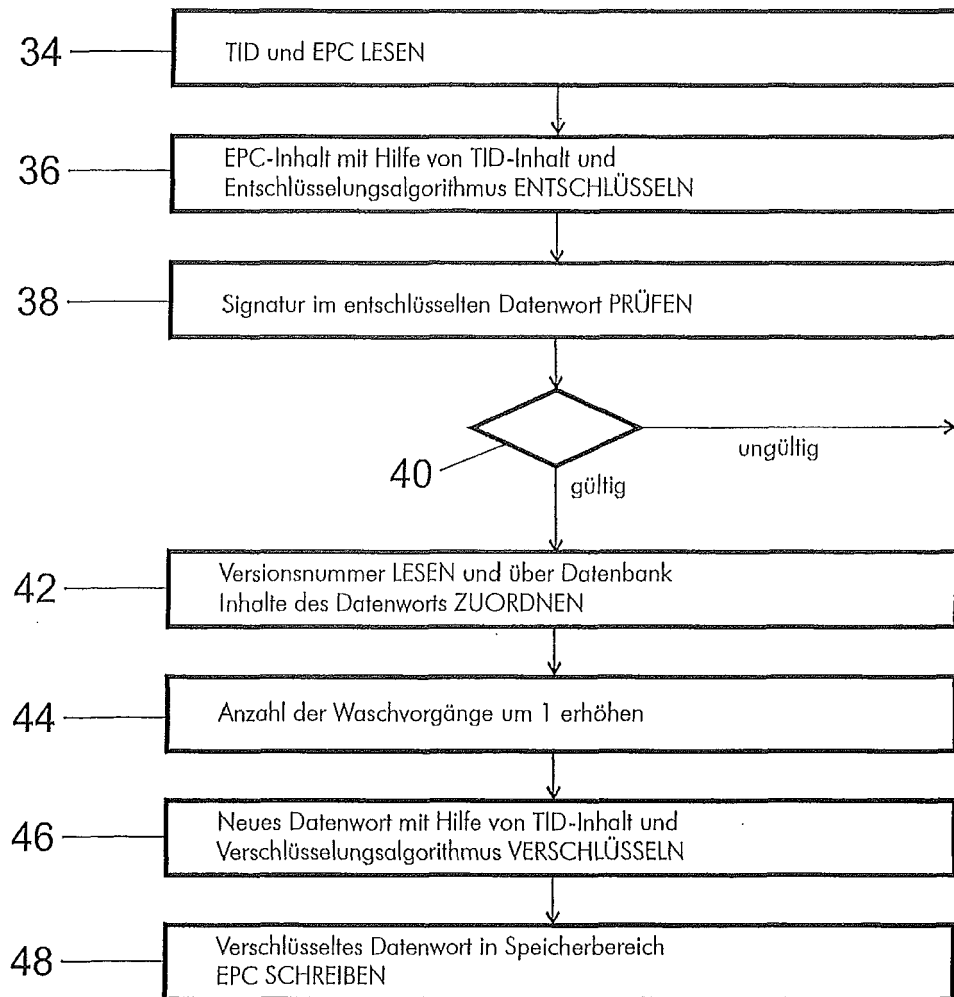 34
TID und EPC LESEN
36
EPC-Inhalt mit Hilfe von TID-Inhalt und
Entschlüsselungsalgorithmus ENTSCHLÜSSELN
38
Signatur im entschlüsselten Datenwort PRÜFEN
40
ungültig
gültig
42
Versionsnummer LESEN und über Datenbank
Inhalte des Datenworts ZUORDNEN
44
Anzahl der Waschvorgänge um 1 erhöhen
46
Neues Datenwort mit Hilfe von TID-Inhalt und
Verschlüsselungsalgorithmus VERSCHLÜSSELN
48
Verschlüsseltes Datenwort in Speicherbereich
EPC SCHREIBEN